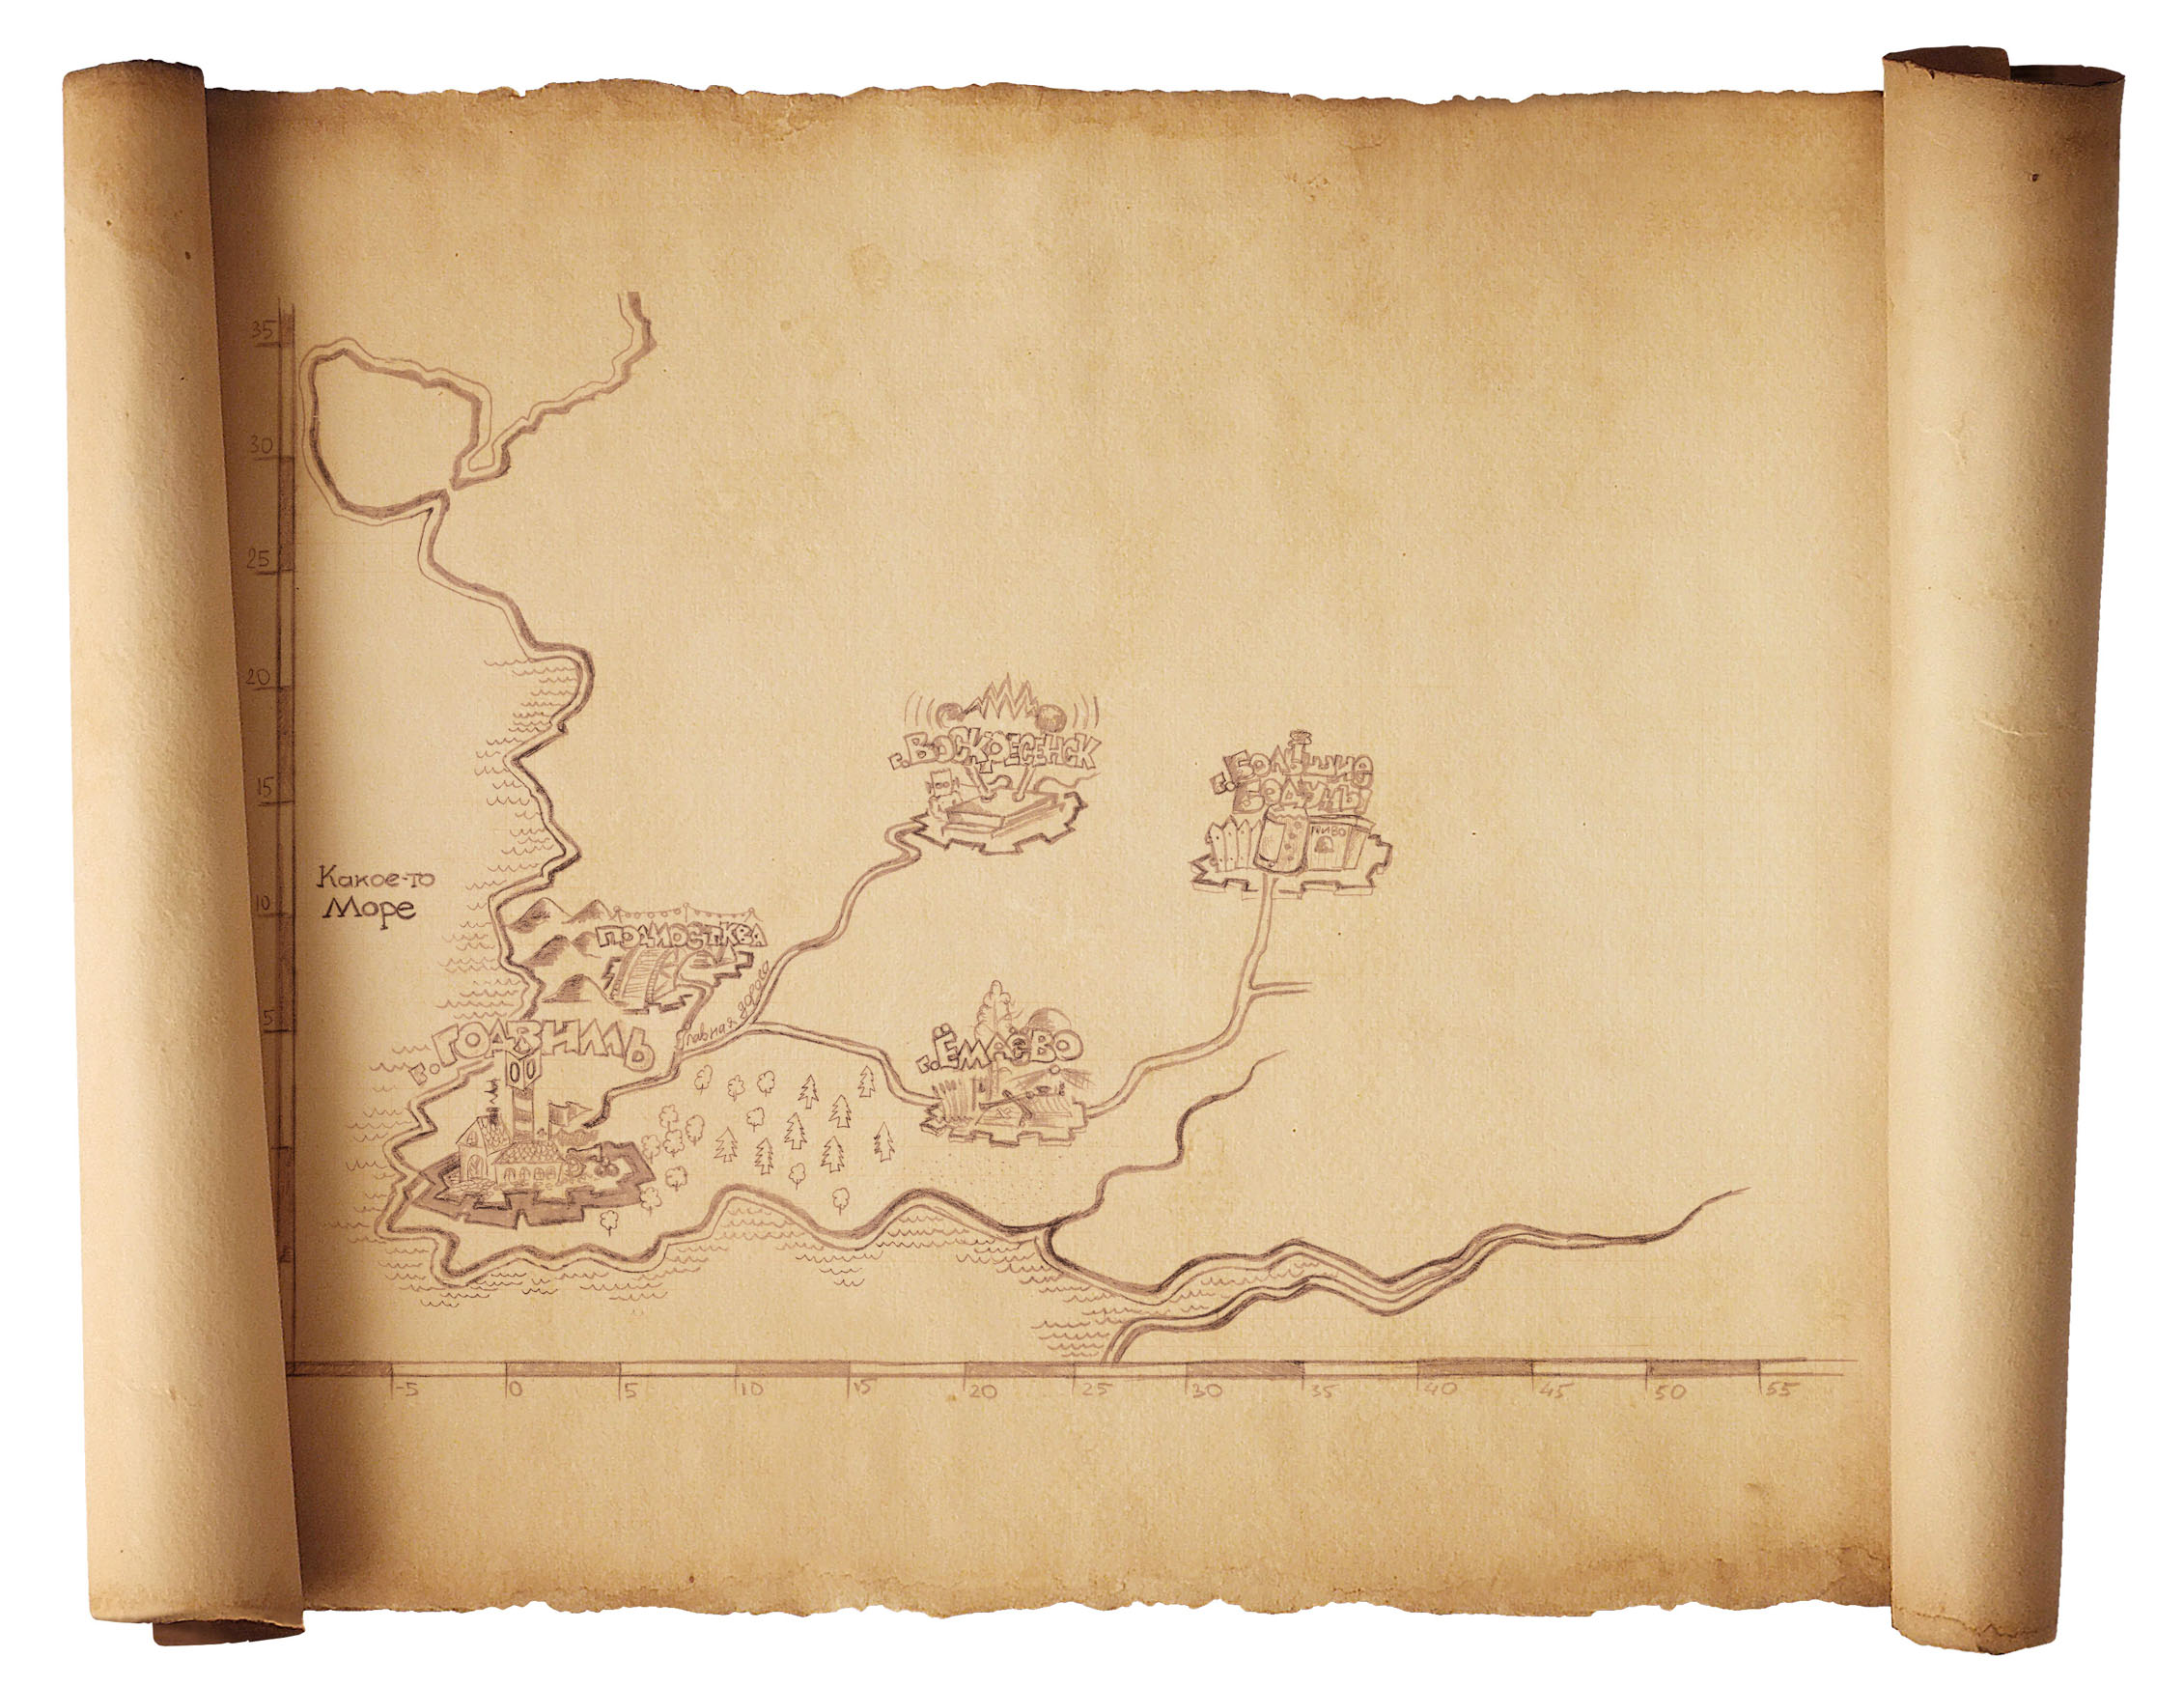 35
30
25
20
15
10
5
г. Воскресенск
г. Большие
Бодуны
ПИВО
Какое-то
Море
Подмостква
Главная дорога
г. Годвилль
г. Ёмаёво
-5 0 5 10 15 20 25 30 35 40 45 50 55